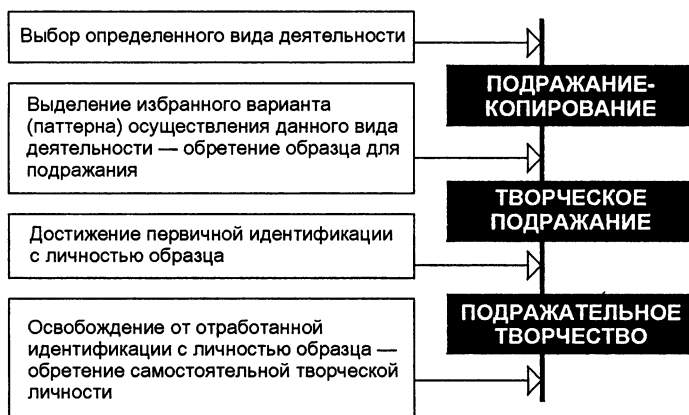 Выбор определенного вида деятельности
ПОДРАЖАНИЕ-
КОПИРОВАНИЕ
Выделение избранного варианта
(паттерна) осуществления данного вида
деятельности — обретение образца для
подражания
ТВОРЧЕСКОЕ
ПОДРАЖАНИЕ
Достижение первичной идентификации
с личностью образца
ПОДРАЖАТЕЛЬНОЕ
ТВОРЧЕСТВО
Освобождение от отработанной
идентификации с личностью образца —
обретение самостоятельной творческой
личности